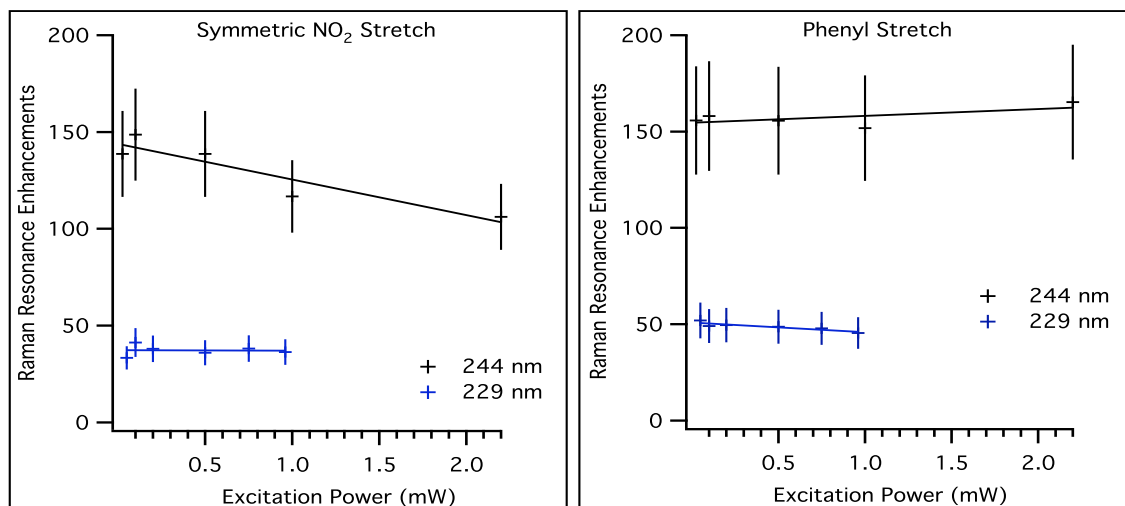 Symmetric NO₂ Stretch
200
150
100
50
0
Raman Resonance Enhancements
244 nm
229 nm
0.5 1.0 1.5 2.0
Excitation Power (mW)
Phenyl Stretch
200
150
100
50
0
Raman Resonance Enhancements
244 nm
229 nm
0.5 1.0 1.5 2.0
Excitation Power (mW)